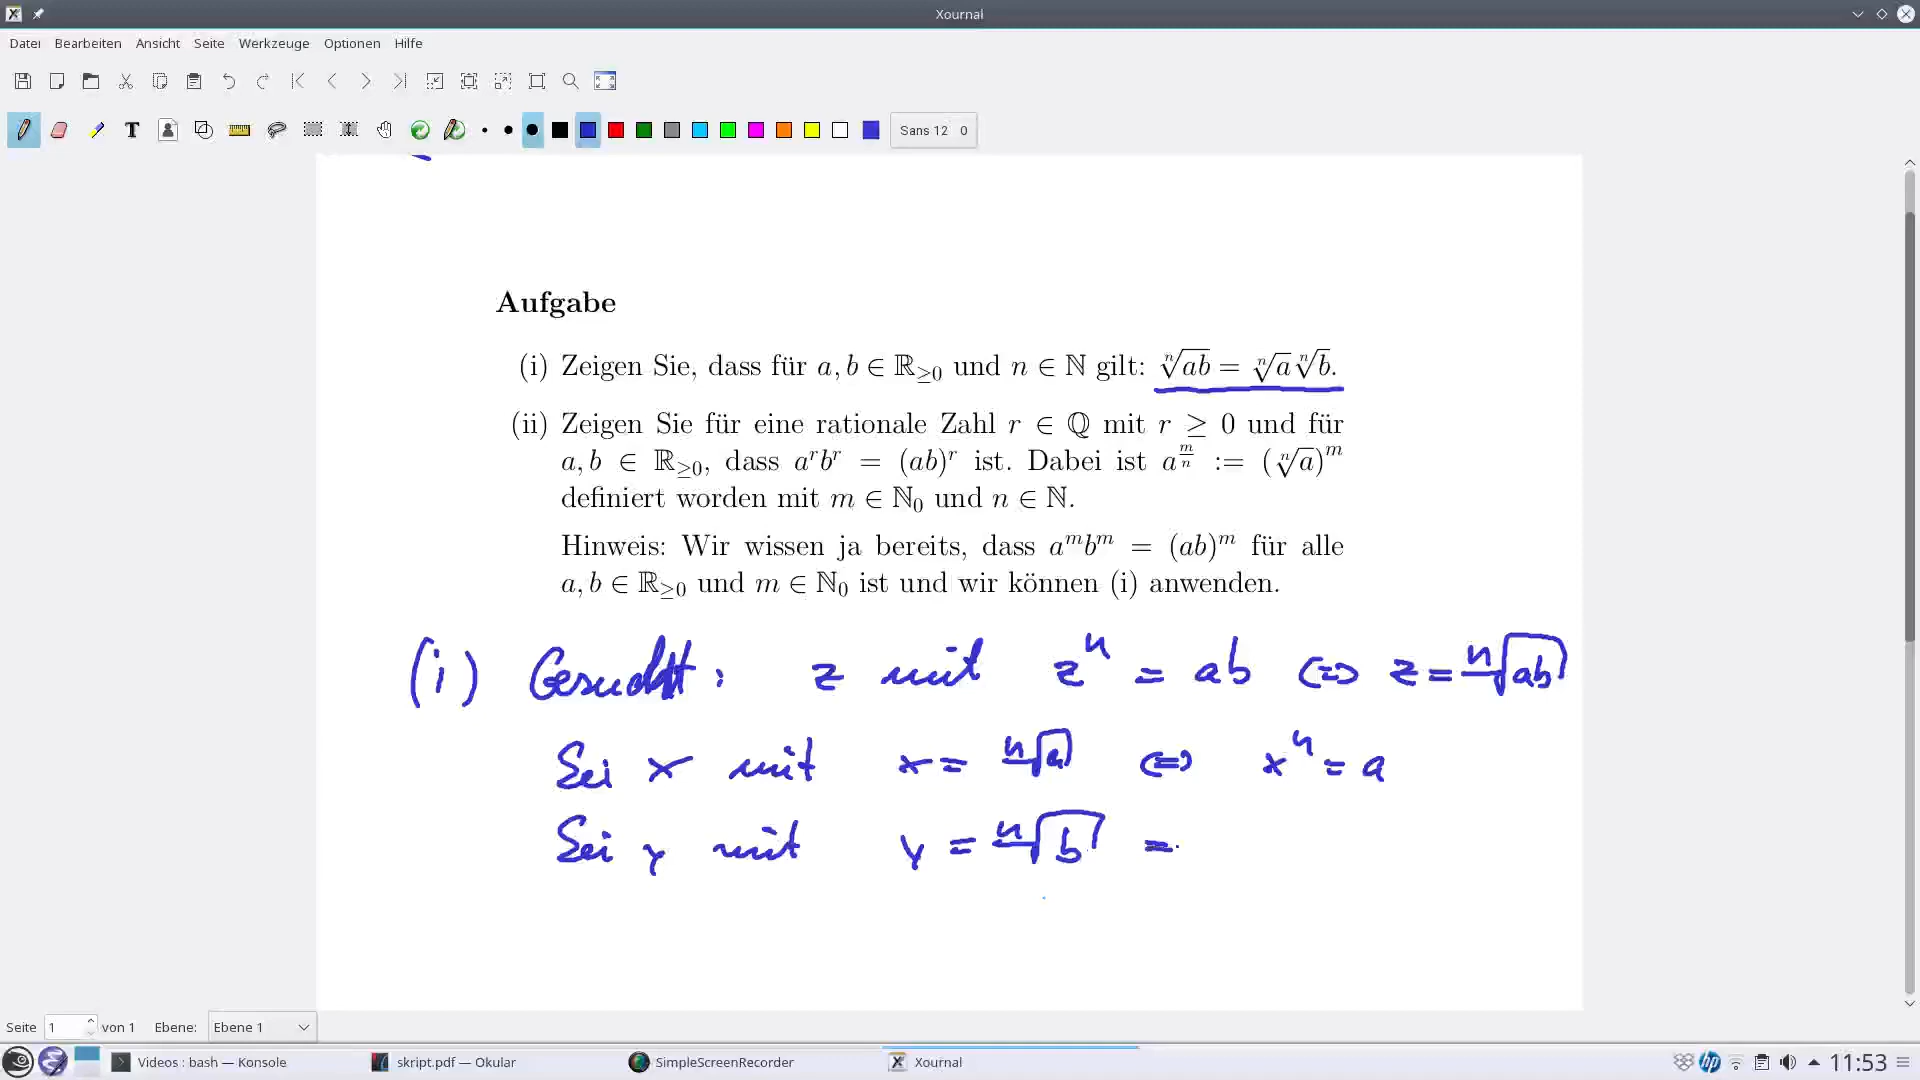 Xournal
Datei Bearbeiten Ansicht Seite Werkzeuge Optionen Hilfe
T Sans 12 0
Aufgabe
(i) Zeigen Sie, dass für a, b ∈ ℝ≥0 und n ∈ ℕ gilt: ⁿ√ab = ⁿ√a ⁿ√b.
(ii) Zeigen Sie für eine rationale Zahl r ∈ ℚ mit r ≥ 0 und für
a, b ∈ ℝ≥0, dass aʳbʳ = (ab)ʳ ist. Dabei ist a^(m/n) := (ⁿ√a)^m
definiert worden mit m ∈ ℕ₀ und n ∈ ℕ.
Hinweis: Wir wissen ja bereits, dass aᵐbᵐ = (ab)ᵐ für alle
a, b ∈ ℝ≥0 und m ∈ ℕ₀ ist und wir können (i) anwenden.
(i) Gesucht: z mit zⁿ = ab ⇔ z = ⁿ√ab
Sei x mit x = ⁿ√a ⇔ xⁿ = a
Sei y mit y = ⁿ√b =
Seite 1 von 1 Ebene: Ebene 1
Videos : bash — Konsole skript.pdf — Okular SimpleScreenRecorder Xournal hp 11:53